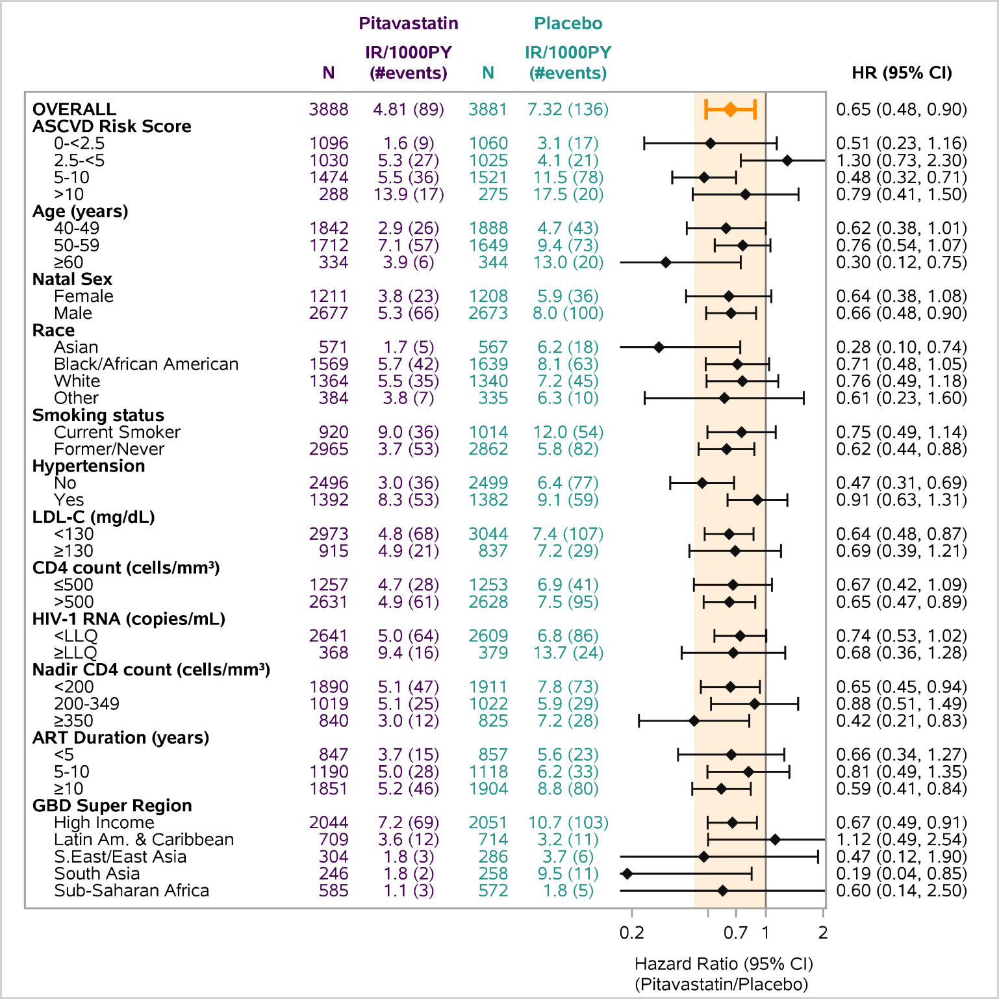 Pitavastatin Placebo
IR/1000PY IR/1000PY
N (#events) N (#events) HR (95% CI)
OVERALL 3888 4.81 (89) 3881 7.32 (136) 0.65 (0.48, 0.90)
ASCVD Risk Score
0-<2.5 1096 1.6 (9) 1060 3.1 (17) 0.51 (0.23, 1.16)
2.5-<5 1030 5.3 (27) 1025 4.1 (21) 1.30 (0.73, 2.30)
5-10 1474 5.5 (36) 1521 11.5 (78) 0.48 (0.32, 0.71)
>10 288 13.9 (17) 275 17.5 (20) 0.79 (0.41, 1.50)
Age (years)
40-49 1842 2.9 (26) 1888 4.7 (43) 0.62 (0.38, 1.01)
50-59 1712 7.1 (57) 1649 9.4 (73) 0.76 (0.54, 1.07)
≥60 334 3.9 (6) 344 13.0 (20) 0.30 (0.12, 0.75)
Natal Sex
Female 1211 3.8 (23) 1208 5.9 (36) 0.64 (0.38, 1.08)
Male 2677 5.3 (66) 2673 8.0 (100) 0.66 (0.48, 0.90)
Race
Asian 571 1.7 (5) 567 6.2 (18) 0.28 (0.10, 0.74)
Black/African American 1569 5.7 (42) 1639 8.1 (63) 0.71 (0.48, 1.05)
White 1364 5.5 (35) 1340 7.2 (45) 0.76 (0.49, 1.18)
Other 384 3.8 (7) 335 6.3 (10) 0.61 (0.23, 1.60)
Smoking status
Current Smoker 920 9.0 (36) 1014 12.0 (54) 0.75 (0.49, 1.14)
Former/Never 2965 3.7 (53) 2862 5.8 (82) 0.62 (0.44, 0.88)
Hypertension
No 2496 3.0 (36) 2499 6.4 (77) 0.47 (0.31, 0.69)
Yes 1392 8.3 (53) 1382 9.1 (59) 0.91 (0.63, 1.31)
LDL-C (mg/dL)
<130 2973 4.8 (68) 3044 7.4 (107) 0.64 (0.48, 0.87)
≥130 915 4.9 (21) 837 7.2 (29) 0.69 (0.39, 1.21)
CD4 count (cells/mm³)
≤500 1257 4.7 (28) 1253 6.9 (41) 0.67 (0.42, 1.09)
>500 2631 4.9 (61) 2628 7.5 (95) 0.65 (0.47, 0.89)
HIV-1 RNA (copies/mL)
<LLQ 2641 5.0 (64) 2609 6.8 (86) 0.74 (0.53, 1.02)
≥LLQ 368 9.4 (16) 379 13.7 (24) 0.68 (0.36, 1.28)
Nadir CD4 count (cells/mm³)
<200 1890 5.1 (47) 1911 7.8 (73) 0.65 (0.45, 0.94)
200-349 1019 5.1 (25) 1022 5.9 (29) 0.88 (0.51, 1.49)
≥350 840 3.0 (12) 825 7.2 (28) 0.42 (0.21, 0.83)
ART Duration (years)
<5 847 3.7 (15) 857 5.6 (23) 0.66 (0.34, 1.27)
5-10 1190 5.0 (28) 1118 6.2 (33) 0.81 (0.49, 1.35)
≥10 1851 5.2 (46) 1904 8.8 (80) 0.59 (0.41, 0.84)
GBD Super Region
High Income 2044 7.2 (69) 2051 10.7 (103) 0.67 (0.49, 0.91)
Latin Am. & Caribbean 709 3.6 (12) 714 3.2 (11) 1.12 (0.49, 2.54)
S.East/East Asia 304 1.8 (3) 286 3.7 (6) 0.47 (0.12, 1.90)
South Asia 246 1.8 (2) 258 9.5 (11) 0.19 (0.04, 0.85)
Sub-Saharan Africa 585 1.1 (3) 572 1.8 (5) 0.60 (0.14, 2.50)
0.2 0.7 1 2
Hazard Ratio (95% CI)
(Pitavastatin/Placebo)